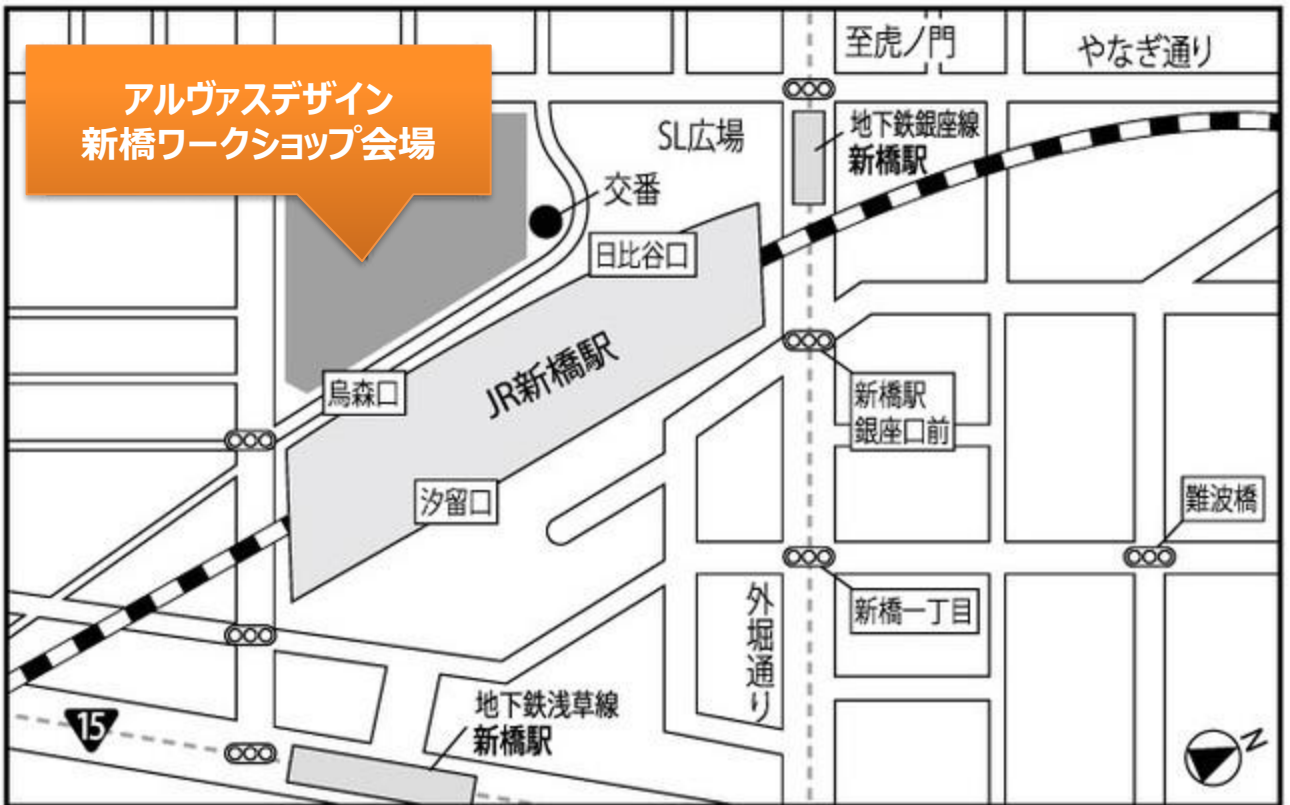 至虎ノ門
やなぎ通り
アルヴァスデザイン
新橋ワークショップ会場
SL広場
地下鉄銀座線
新橋駅
交番
日比谷口
JR新橋駅
烏森口
新橋駅
銀座口前
汐留口
難波橋
新橋一丁目
外堀通り
地下鉄浅草線
新橋駅
15
N